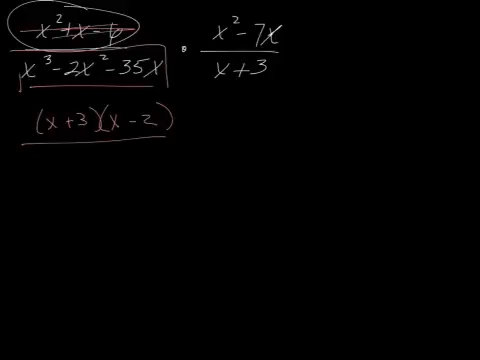 x² + x - 6 / x³ - 2x² - 35x · x² - 7x / x + 3
(x + 3)(x - 2)